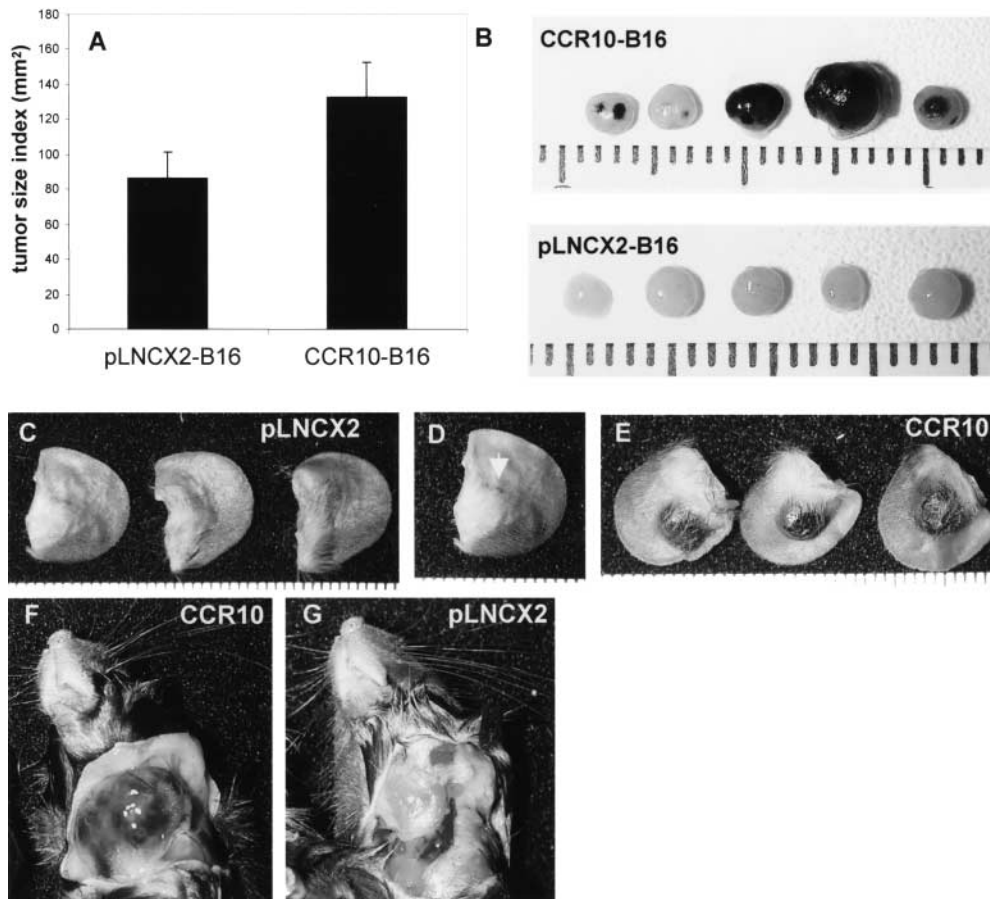 A
tumor size index (mm²)
180
160
140
120
100
80
60
40
20
0
pLNCX2-B16
CCR10-B16
B
CCR10-B16
pLNCX2-B16
C
pLNCX2
D
E
CCR10
F
CCR10
G
pLNCX2